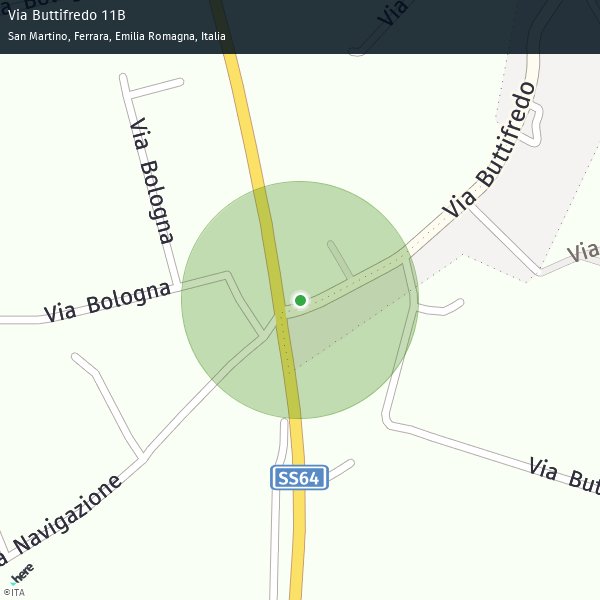 Via Buttifredo 11B
San Martino, Ferrara, Emilia Romagna, Italia
Via
Via Buttifredo
Via Bologna
Via
Via Bologna
SS64
Via But
Navigazione
here
©ITA